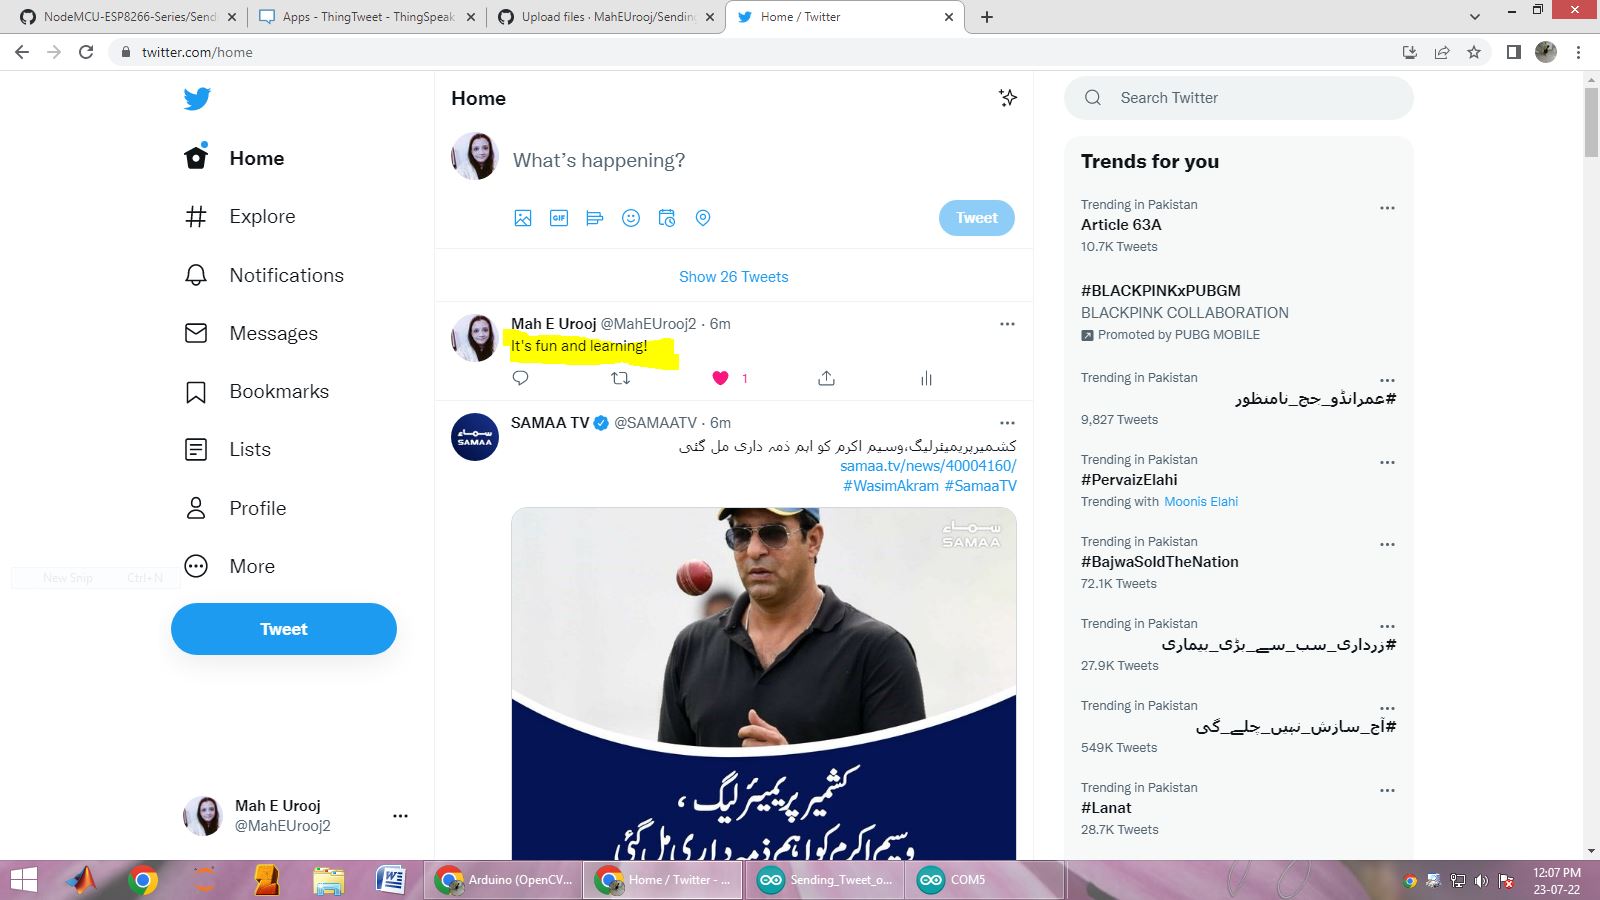 NodeMCU-ESP8266-Series/Sendi
Apps - ThingTweet - ThingSpeak
Upload files · MahEUrooj/Sending
Home / Twitter
twitter.com/home
Home
Explore
Notifications
Messages
Bookmarks
Lists
Profile
More
New Snip Ctrl+N
Tweet
Mah E Urooj
@MahEUrooj2
Home
What's happening?
GIF
Tweet
Show 26 Tweets
Mah E Urooj @MahEUrooj2 · 6m
It's fun and learning!
1
سماء
SAMAA
SAMAA TV @SAMAATV · 6m
کشمیرپریمیئرلیگ،وسیم اکرم کو اہم ذمہ داری مل گئی
samaa.tv/news/40004160/
#WasimAkram #SamaaTV
سماء
SAMAA
کشمیر پریمیئر لیگ ،
وسیم اکرم کو اہم ذمہ داری مل گئی
Search Twitter
Trends for you
Trending in Pakistan
Article 63A
10.7K Tweets
#BLACKPINKxPUBGM
BLACKPINK COLLABORATION
Promoted by PUBG MOBILE
Trending in Pakistan
#عمرانڈو_جج_نامنظور
9,827 Tweets
Trending in Pakistan
#PervaizElahi
Trending with Moonis Elahi
Trending in Pakistan
#BajwaSoldTheNation
72.1K Tweets
Trending in Pakistan
#زرداری_سب_سے_بڑی_بیماری
27.9K Tweets
Trending in Pakistan
#آج_سازش_نہیں_چلے_گی
549K Tweets
Trending in Pakistan
#Lanat
28.7K Tweets
Arduino (OpenCV...
Home / Twitter - ...
Sending_Tweet_o...
COM5
12:07 PM
23-07-22